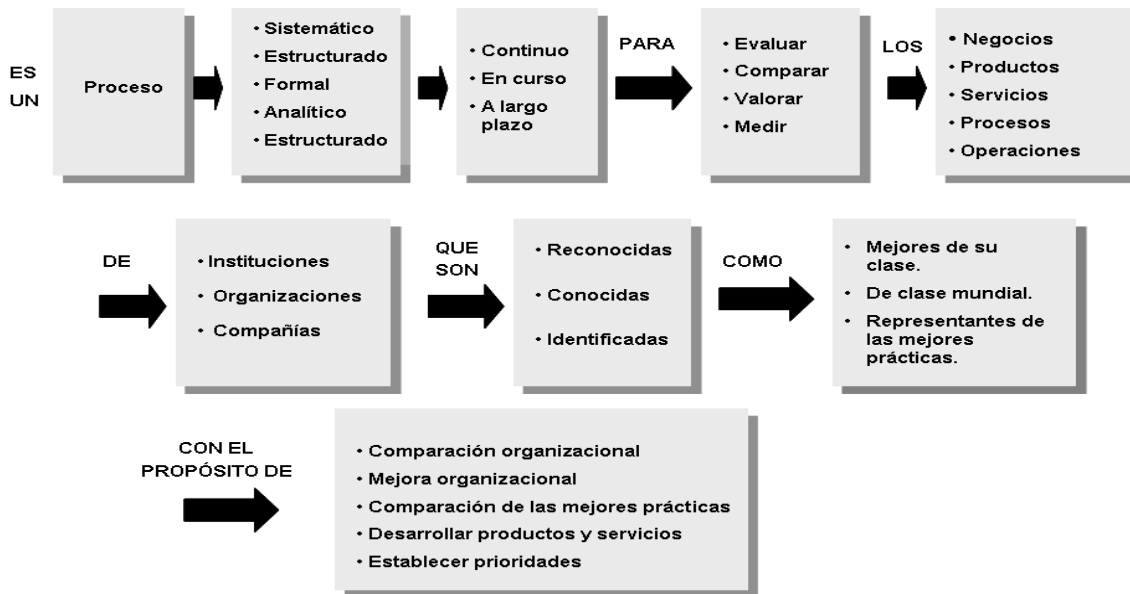 ES
UN
Proceso
• Sistemático
• Estructurado
• Formal
• Analítico
• Estructurado
• Continuo
• En curso
• A largo
plazo
PARA
• Evaluar
• Comparar
• Valorar
• Medir
LOS
• Negocios
• Productos
• Servicios
• Procesos
• Operaciones
DE
• Instituciones
• Organizaciones
• Compañías
QUE
SON
• Reconocidas
• Conocidas
• Identificadas
COMO
• Mejores de su
clase.
• De clase mundial.
• Representantes de
las mejores
prácticas.
CON EL
PROPÓSITO DE
• Comparación organizacional
• Mejora organizacional
• Comparación de las mejores prácticas
• Desarrollar productos y servicios
• Establecer prioridades